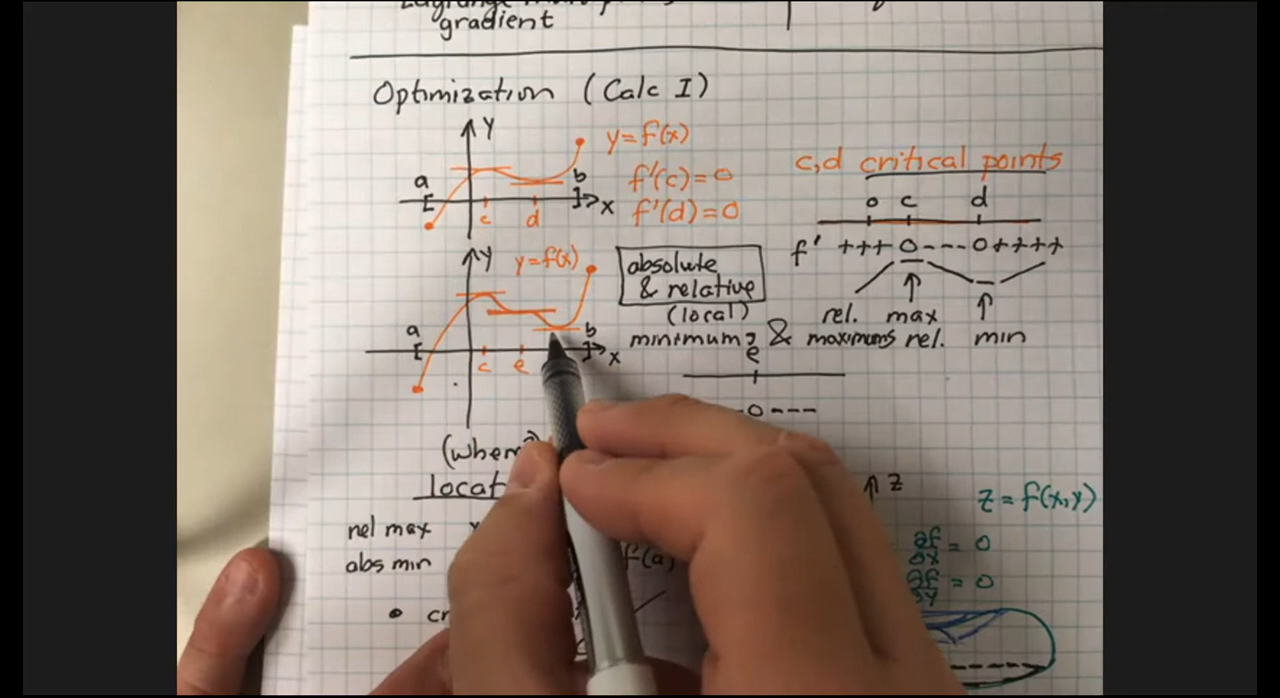 gradient
Optimization (Calc I)
y
y=f(x)
a
b
x
c
d
f'(c)=0
f'(d)=0
c,d critical points
o c d
f' +++ 0 --- 0 ++++
rel. max
rel. min
y
y=f(x)
a
b
x
c
e
absolute
& relative
(local)
minimums & maximums
e
-0---
rel max
abs min
f(a)
z
z = f(x,y)
∂f/∂x = 0
∂f/∂y = 0